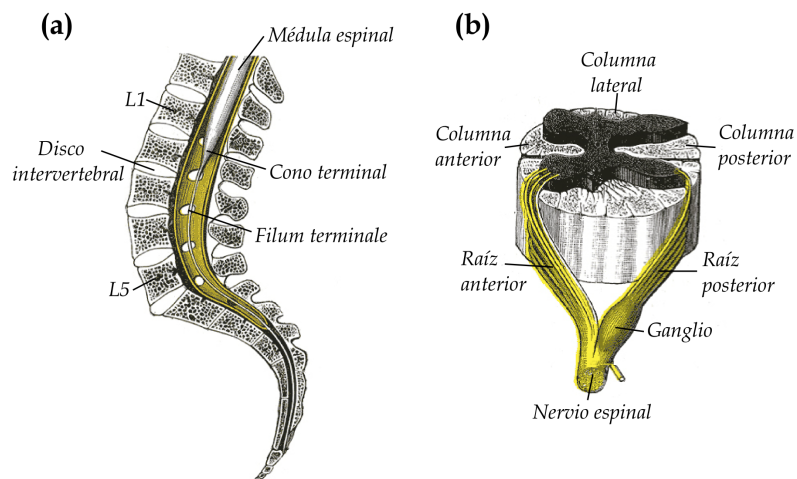 (a)
Médula espinal
L1
Disco
intervertebral
Cono terminal
Filum terminale
L5
(b)
Columna
lateral
Columna
anterior
Columna
posterior
Raíz
anterior
Raíz
posterior
Ganglio
Nervio espinal